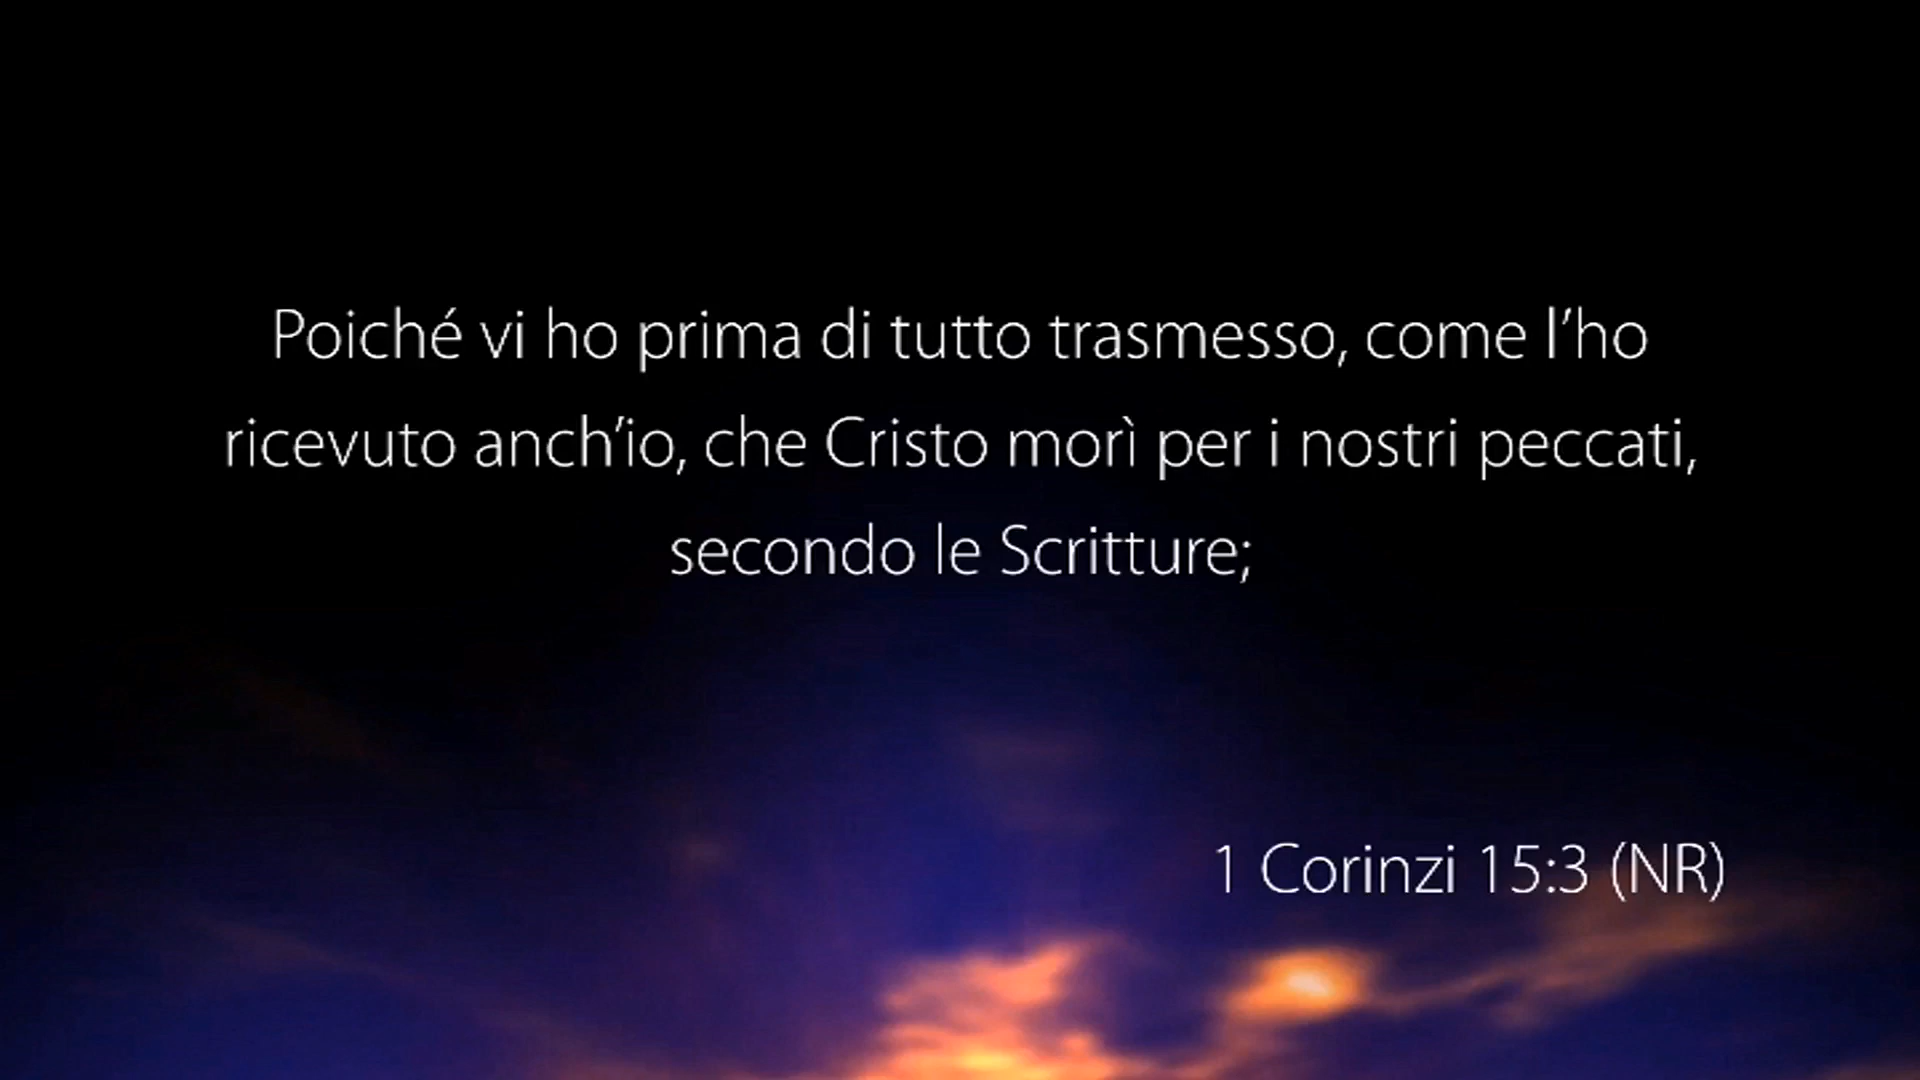 Poiché vi ho prima di tutto trasmesso, come l’ho
ricevuto anch’io, che Cristo morì per i nostri peccati,
secondo le Scritture;
1 Corinzi 15:3 (NR)